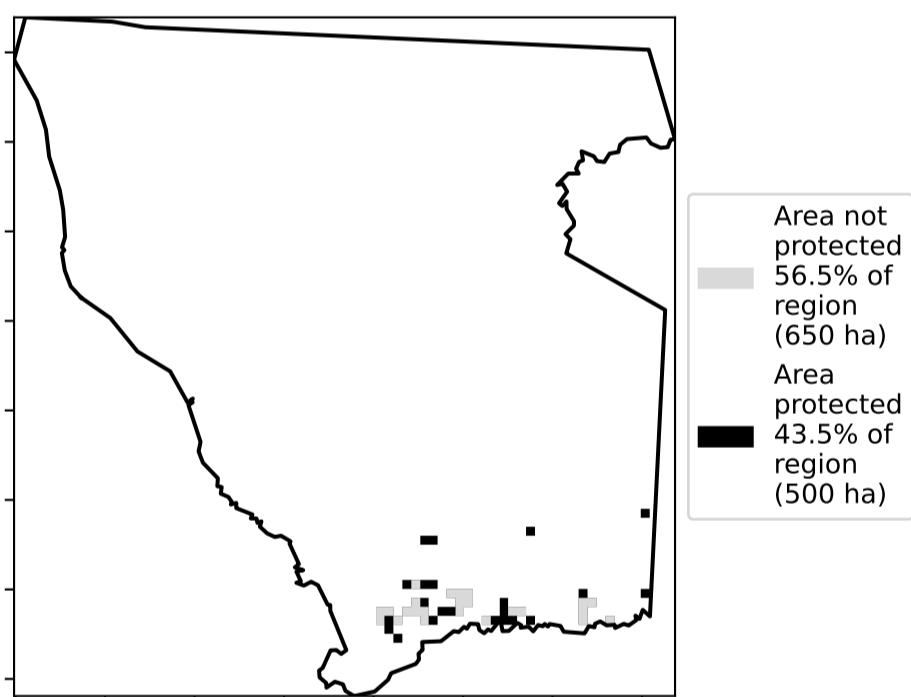 Area not
protected
56.5% of
region
(650 ha)
Area
protected
43.5% of
region
(500 ha)